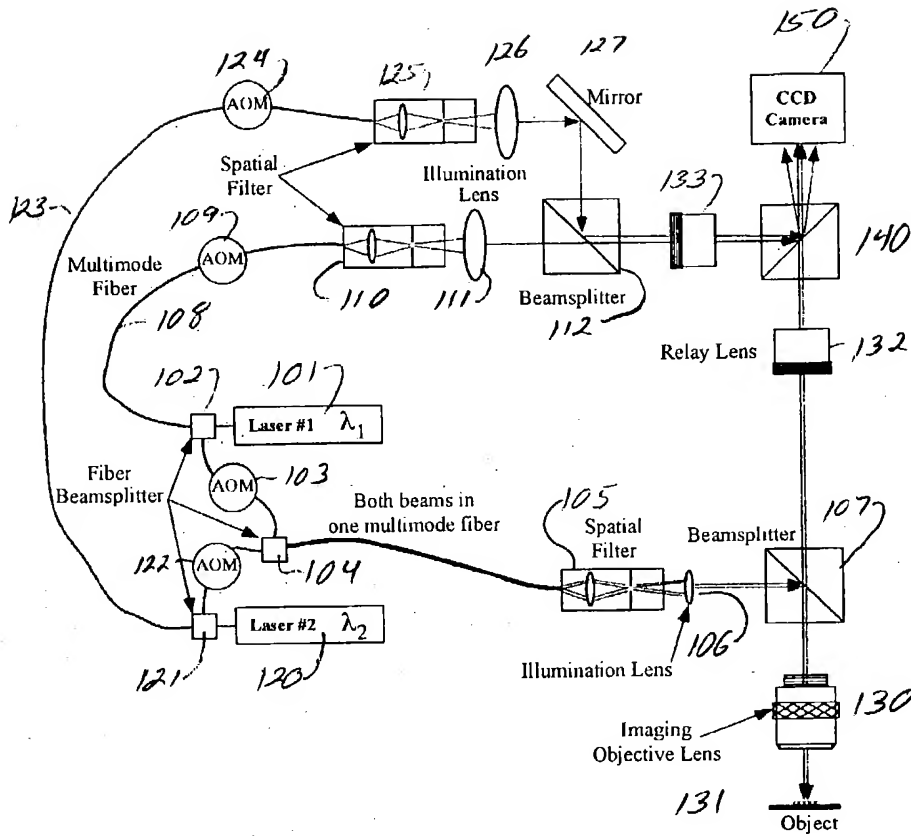 150
127
126
124
125
AOM
Mirror
CCD
Camera
Spatial
Filter
Illumination
Lens
133
123
109
AOM
140
Multimode
Fiber
110
111
Beamsplitter
112
108
Relay Lens
132
102
101
Laser #1 λ1
103
Fiber
Beamsplitter
AOM
Both beams in
one multimode fiber
105
Spatial
Filter
Beamsplitter
107
122
AOM
104
Laser #2 λ2
106
121
120
Illumination Lens
130
Imaging
Objective Lens
131
Object